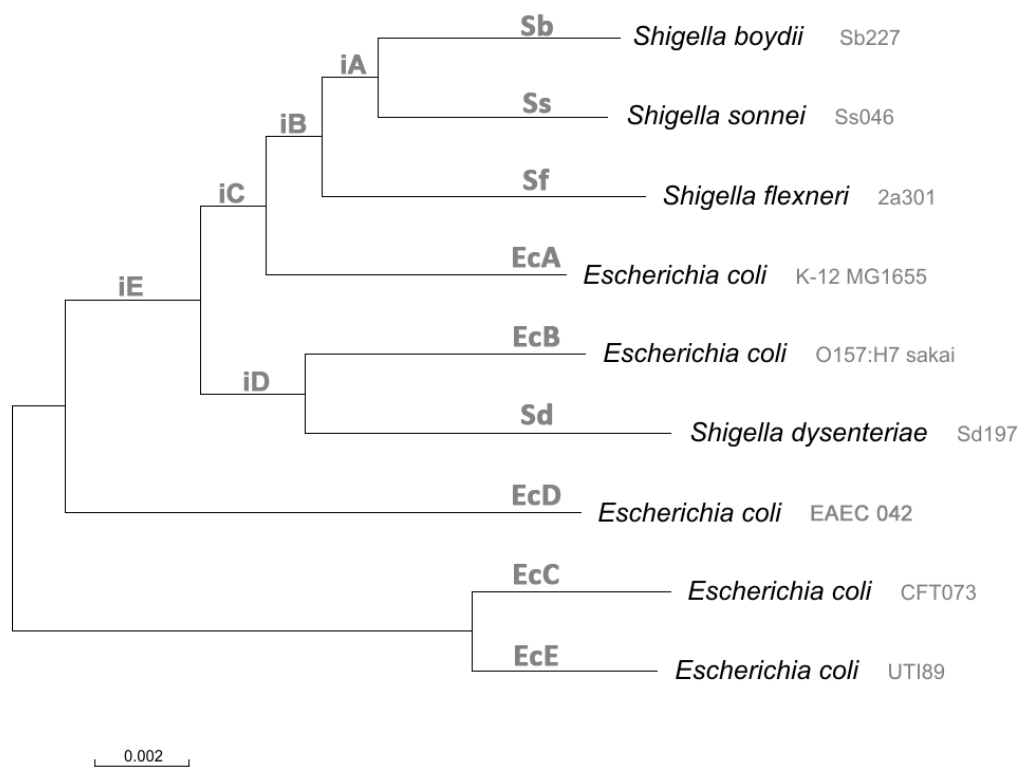 Sb
Shigella boydii Sb227
iA
Ss
Shigella sonnei Ss046
iB
Sf
Shigella flexneri 2a301
iC
EcA
Escherichia coli K-12 MG1655
iE
EcB
Escherichia coli O157:H7 sakai
iD
Sd
Shigella dysenteriae Sd197
EcD
Escherichia coli EAEC 042
EcC
Escherichia coli CFT073
EcE
Escherichia coli UTI89
0.002